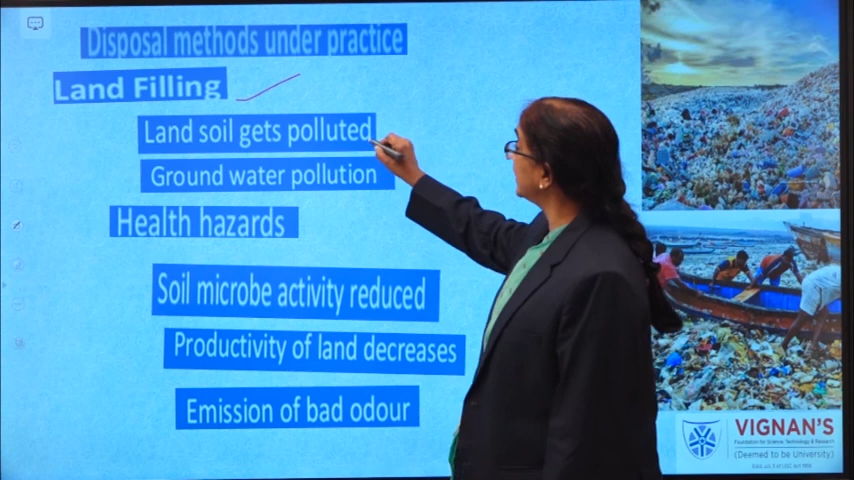 Disposal methods under practice
Land Filling
Land soil gets polluted
Ground water pollution
Health hazards
Soil microbe activity reduced
Productivity of land decreases
Emission of bad odour
VIGNAN'S
Foundation for Science, Technology & Research
(Deemed to be University)